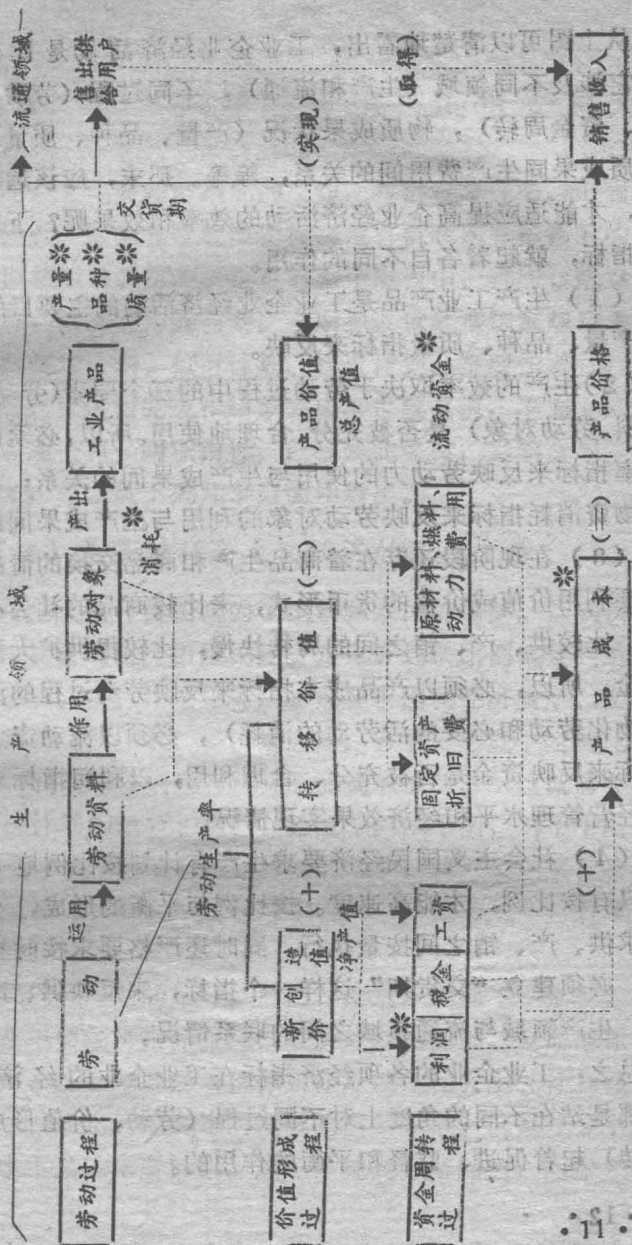 生产领域
流通领域
劳动过程
劳动
运用
劳动资料
作用
劳动对象
产出
工业产品
产量※
品种※
质量※
交货期
售出供给用户
消耗※
劳动生产率
价值形成过程
新创造价值
(+)
转移价值
(=)
产品价值
总产值
(实现)
净产值
资金周转过程
利润※
税金
工资
固定资产折旧费
原材料、燃料、动力费用
流动资金※
(取得)
(+)
产品成本※
(=)
产品价格
销售收入
·11·